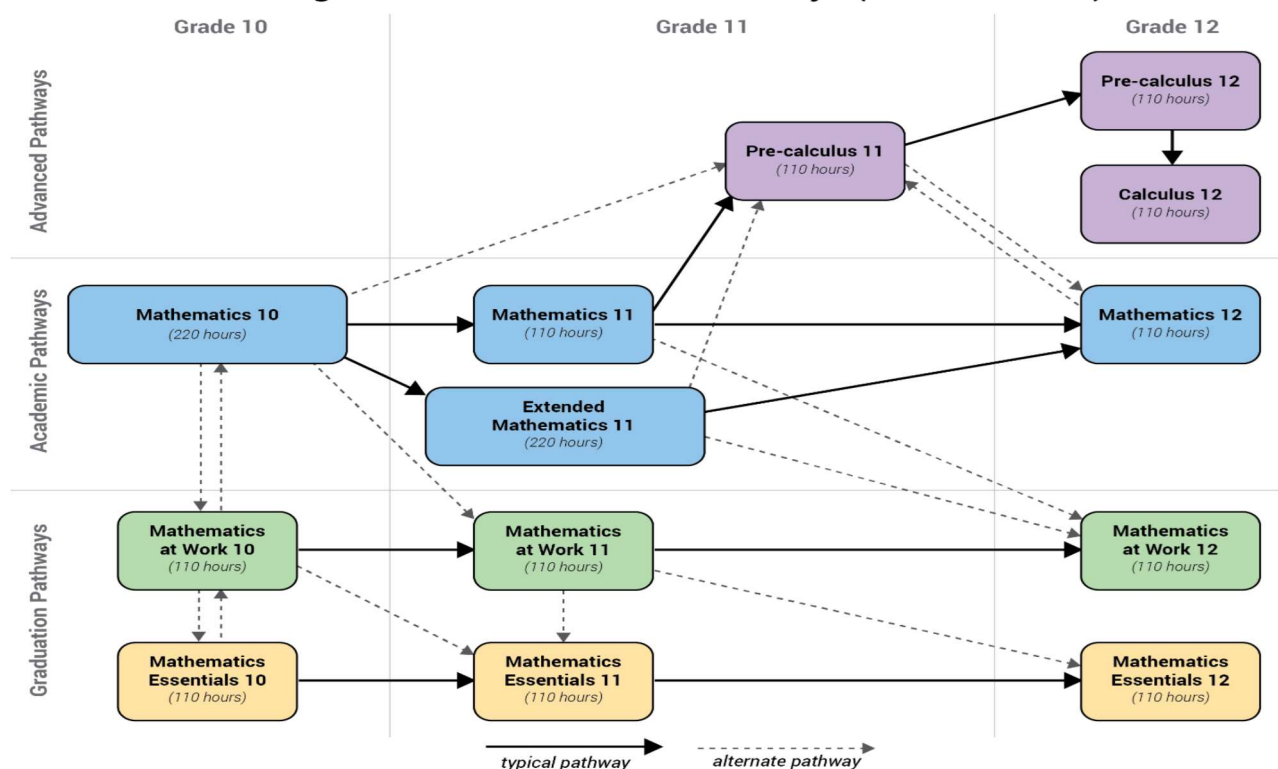 Grade 10
Grade 11
Grade 12
Advanced Pathways
Pre-calculus 12
(110 hours)
Pre-calculus 11
(110 hours)
Calculus 12
(110 hours)
Academic Pathways
Mathematics 10
(220 hours)
Mathematics 11
(110 hours)
Mathematics 12
(110 hours)
Extended
Mathematics 11
(220 hours)
Graduation Pathways
Mathematics
at Work 10
(110 hours)
Mathematics
at Work 11
(110 hours)
Mathematics
at Work 12
(110 hours)
Mathematics
Essentials 10
(110 hours)
Mathematics
Essentials 11
(110 hours)
Mathematics
Essentials 12
(110 hours)
typical pathway
alternate pathway